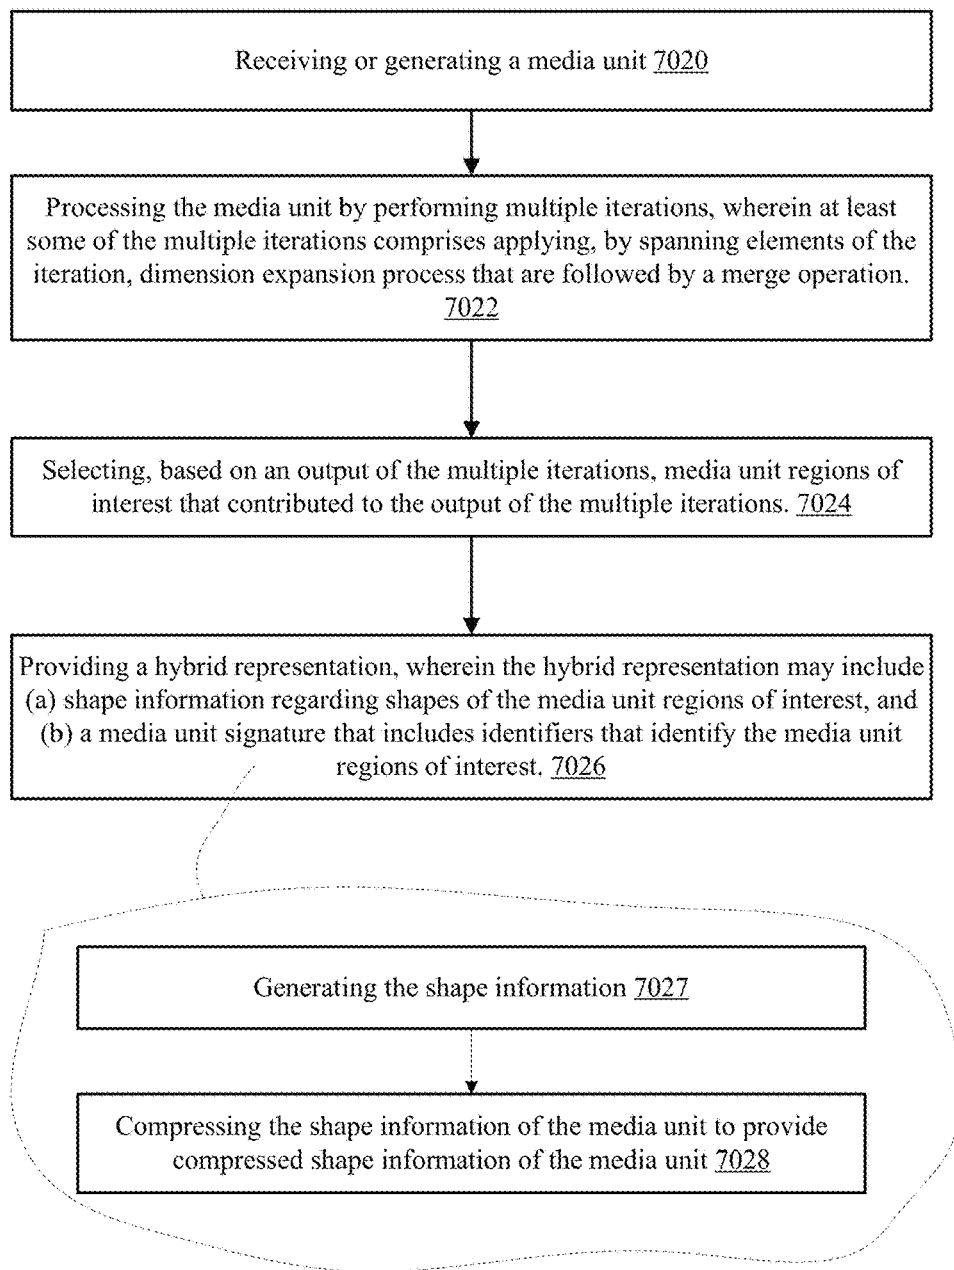 Receiving or generating a media unit 7020
Processing the media unit by performing multiple iterations, wherein at least
some of the multiple iterations comprises applying, by spanning elements of the
iteration, dimension expansion process that are followed by a merge operation.
7022
Selecting, based on an output of the multiple iterations, media unit regions of
interest that contributed to the output of the multiple iterations. 7024
Providing a hybrid representation, wherein the hybrid representation may include
(a) shape information regarding shapes of the media unit regions of interest, and
(b) a media unit signature that includes identifiers that identify the media unit
regions of interest. 7026
Generating the shape information 7027
Compressing the shape information of the media unit to provide
compressed shape information of the media unit 7028